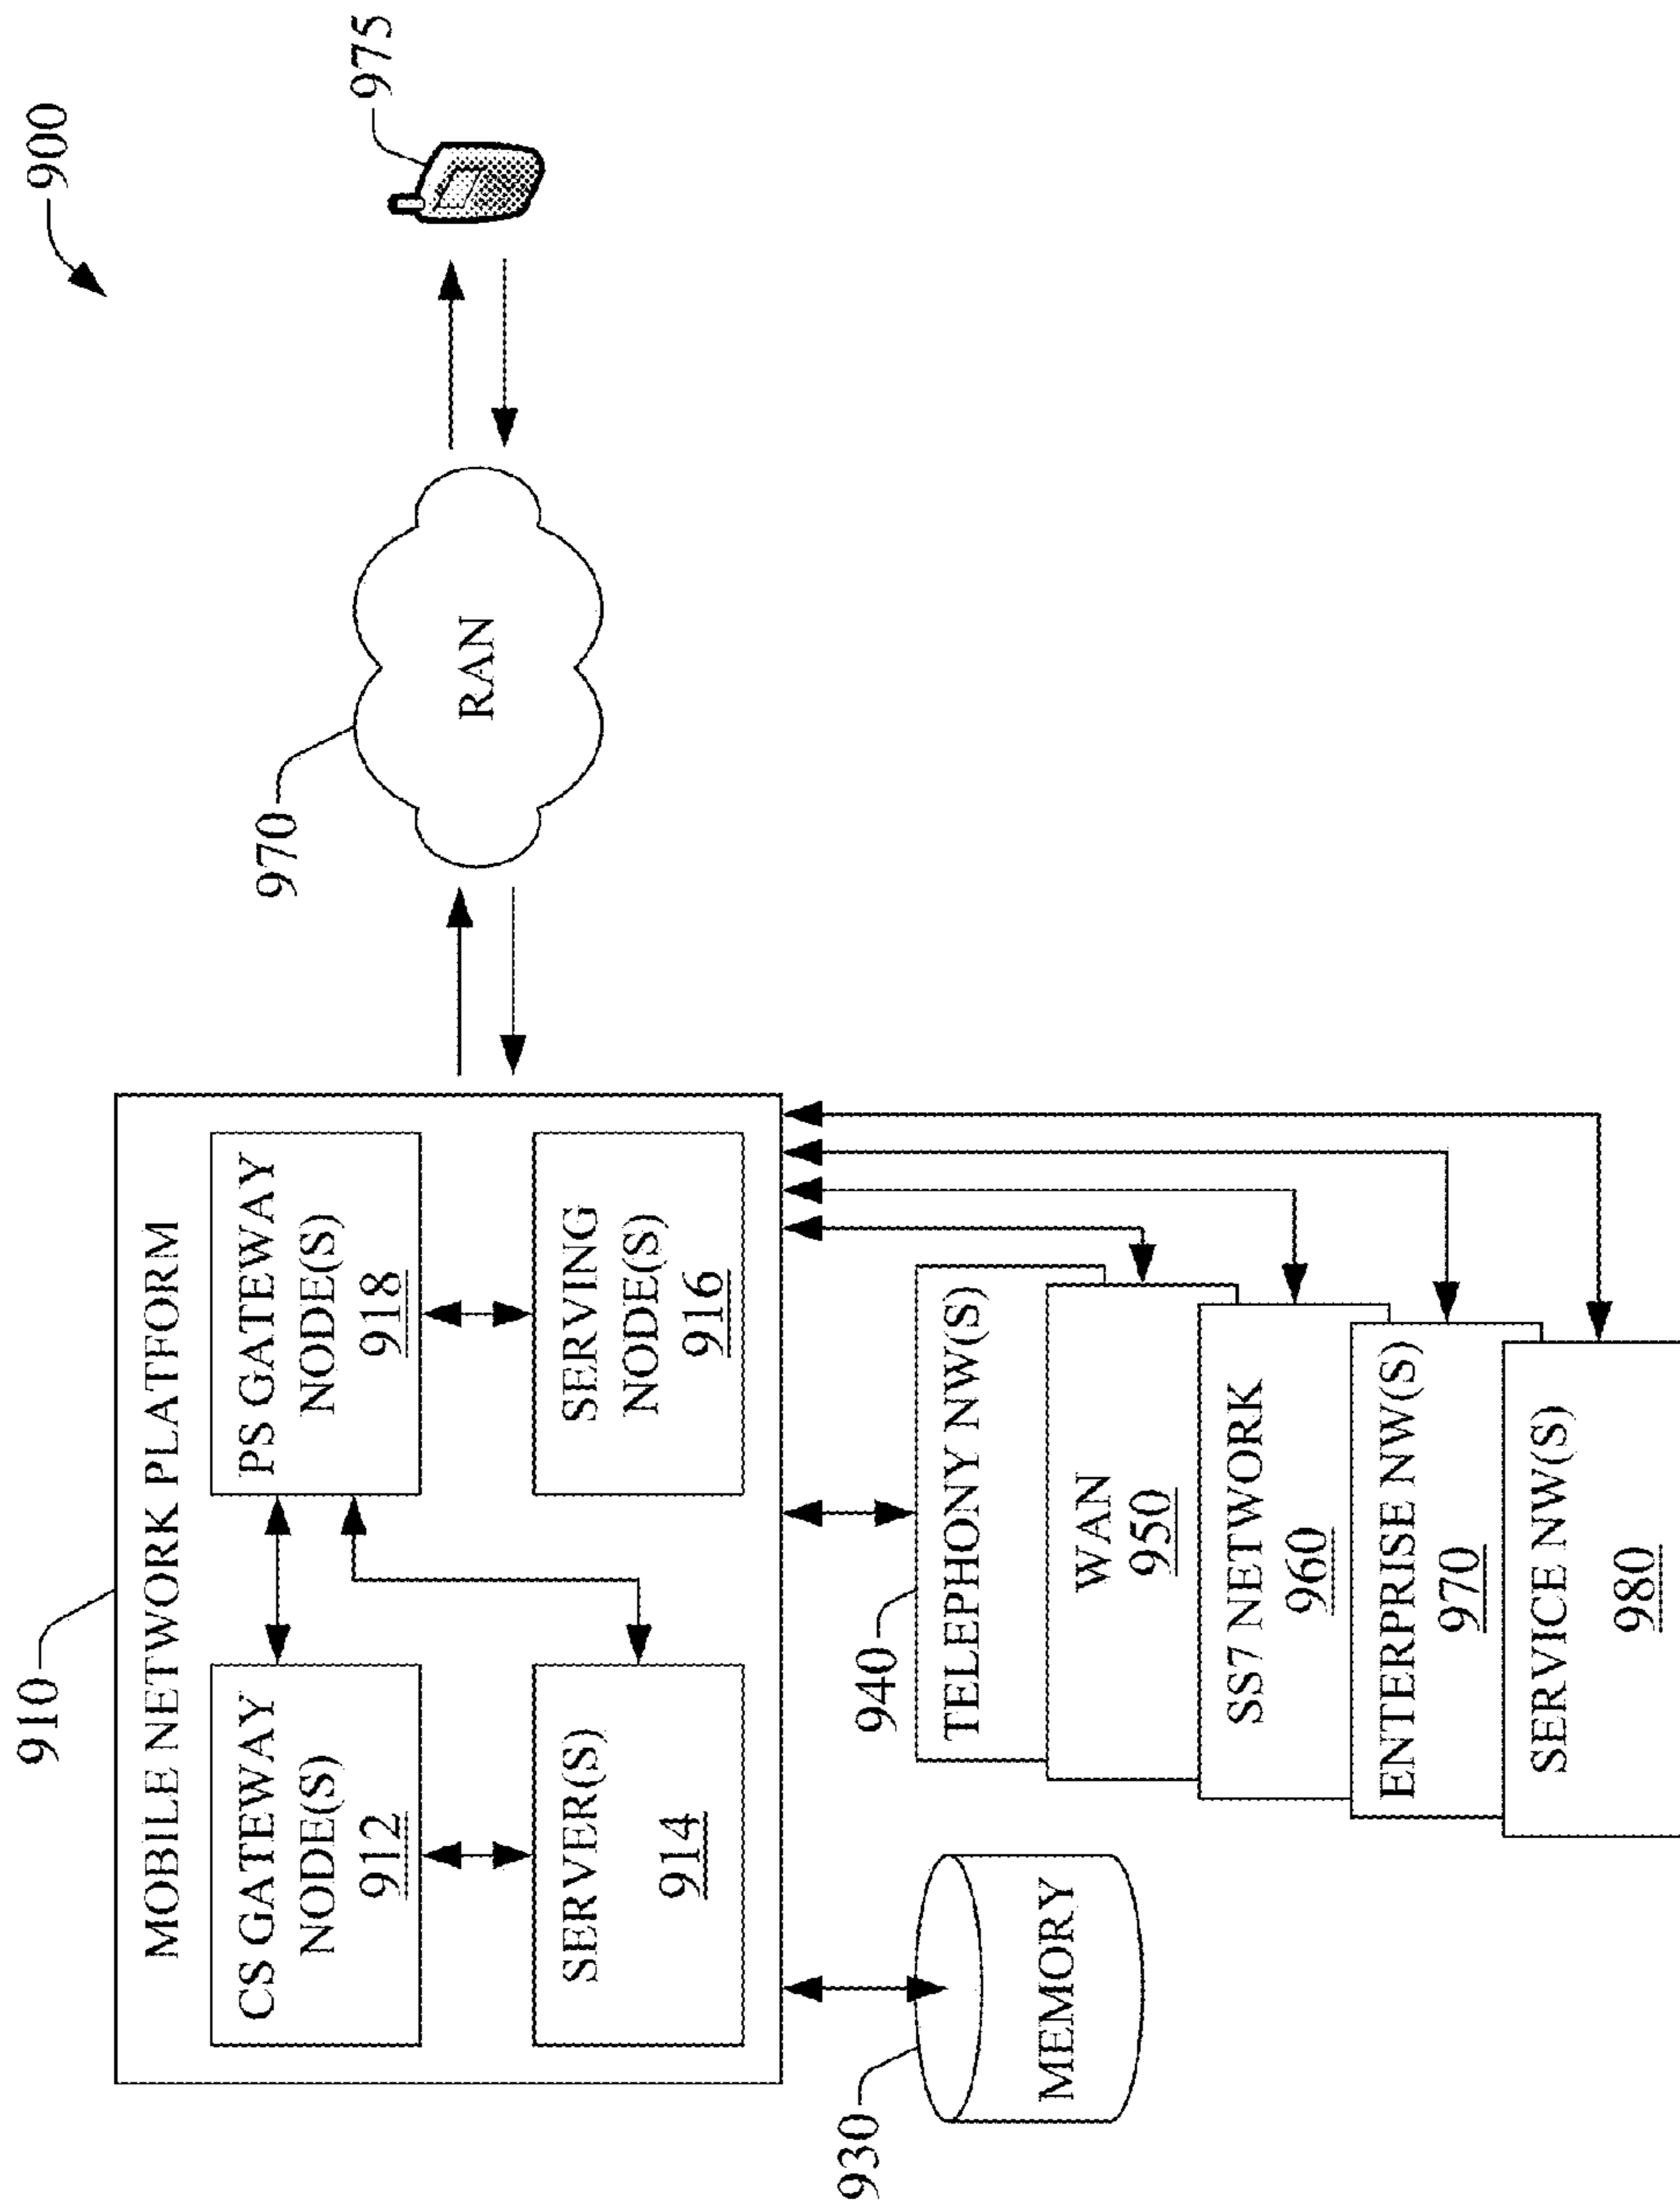 900
910
MOBILE NETWORK PLATFORM
CS GATEWAY
NODE(S)
912
PS GATEWAY
NODE(S)
918
SERVER(S)
914
SERVING
NODE(S)
916
970
RAN
975
930
MEMORY
940
TELEPHONY NW(S)
WAN
950
SS7 NETWORK
960
ENTERPRISE NW(S)
970
SERVICE NW(S)
980